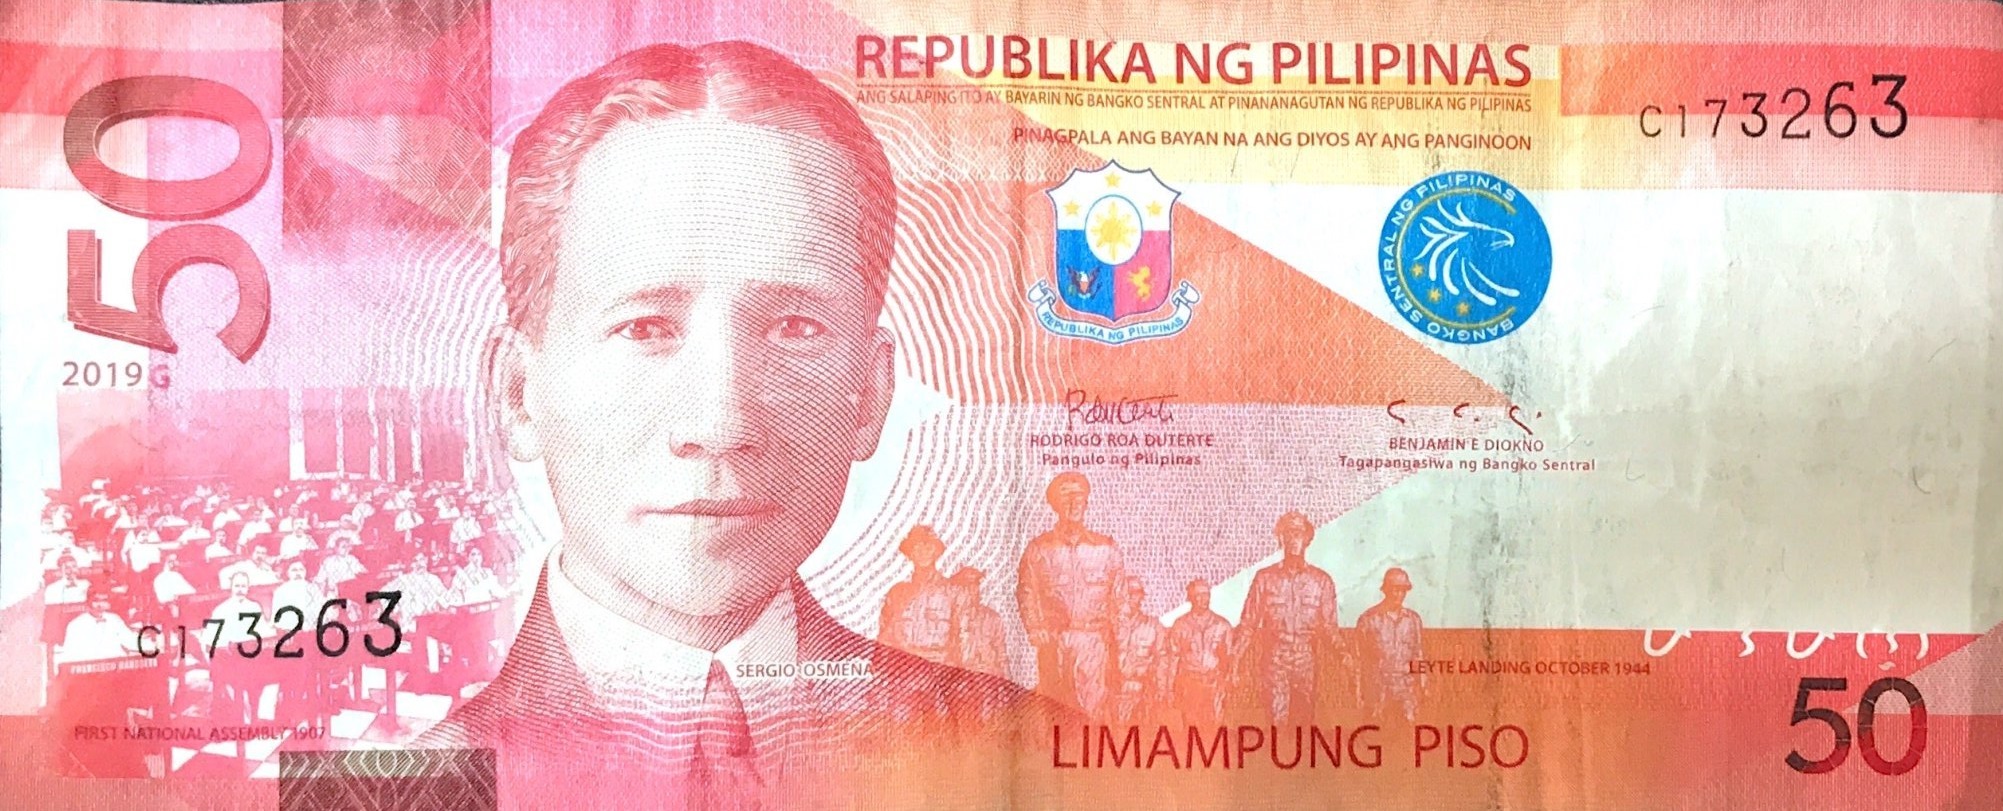 50
REPUBLIKA NG PILIPINAS
ANG SALAPING ITO AY BAYARIN NG BANGKO SENTRAL AT PINANANAGUTAN NG REPUBLIKA NG PILIPINAS
PINAGPALA ANG BAYAN NA ANG DIYOS AY ANG PANGINOON
C173263
REPUBLIKA NG PILIPINAS
BANGKO SENTRAL NG PILIPINAS
2019G
RODRIGO ROA DUTERTE
Pangulo ng Pilipinas
BENJAMIN E DIOKNO
Tagapangasiwa ng Bangko Sentral
C173263
SERGIO OSMEÑA
LEYTE LANDING OCTOBER 1944
FIRST NATIONAL ASSEMBLY 1907
LIMAMPUNG PISO
50